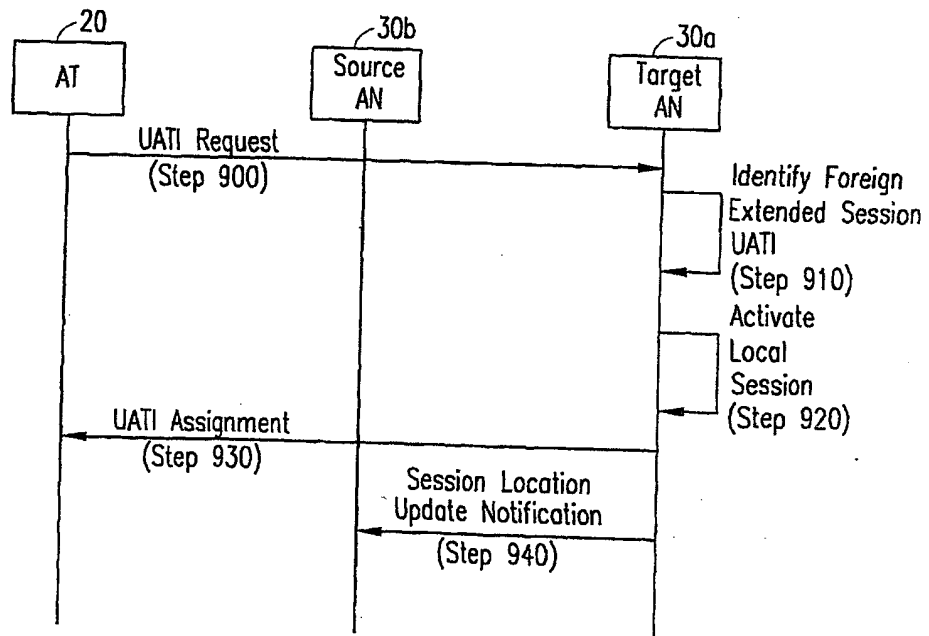 20
30b
30a
AT
Source
AN
Target
AN
UATI Request
(Step 900)
Identify Foreign
Extended Session
UATI
(Step 910)
Activate
Local
Session
(Step 920)
UATI Assignment
(Step 930)
Session Location
Update Notification
(Step 940)